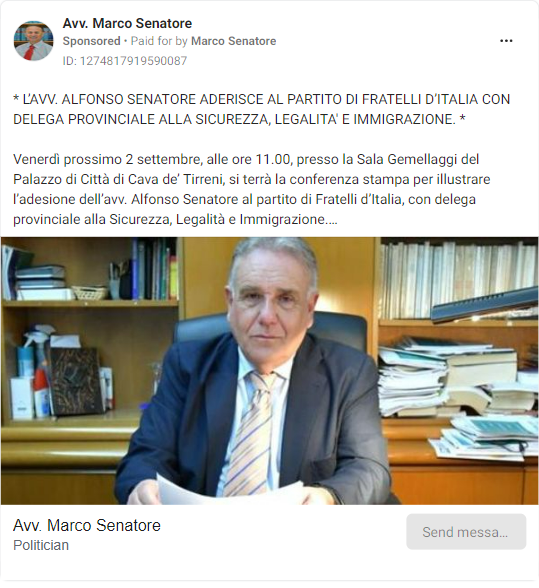 Avv. Marco Senatore
Sponsored • Paid for by Marco Senatore
ID: 1274817919590087
* L'AVV. ALFONSO SENATORE ADERISCE AL PARTITO DI FRATELLI D'ITALIA CON
DELEGA PROVINCIALE ALLA SICUREZZA, LEGALITA' E IMMIGRAZIONE. *
Venerdì prossimo 2 settembre, alle ore 11.00, presso la Sala Gemellaggi del
Palazzo di Città di Cava de' Tirreni, si terrà la conferenza stampa per illustrare
l'adesione dell'avv. Alfonso Senatore al partito di Fratelli d'Italia, con delega
provinciale alla Sicurezza, Legalità e Immigrazione....
Avv. Marco Senatore
Politician
Send messa...